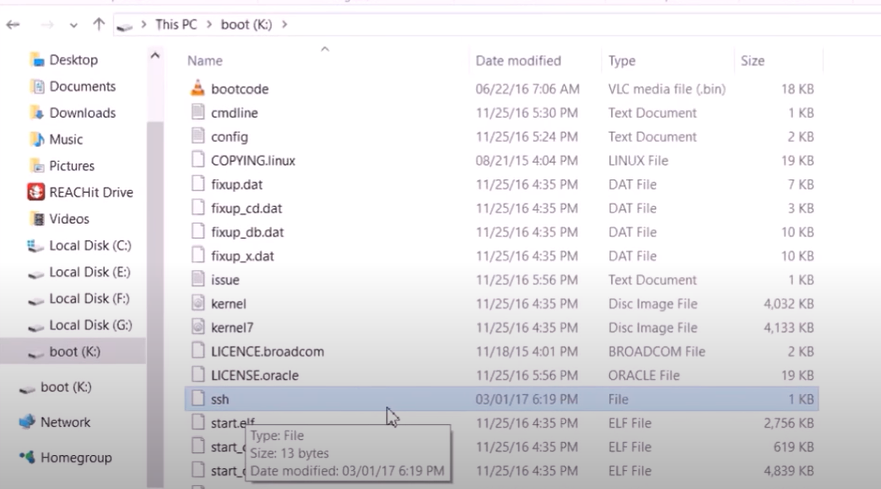 This PC > boot (K:) >
Name Date modified Type Size
Desktop
Documents
Downloads
Music
Pictures
REACHit Drive
Videos
Local Disk (C:)
Local Disk (E:)
Local Disk (F:)
Local Disk (G:)
boot (K:)
boot (K:)
Network
Homegroup
bootcode 06/22/16 7:06 AM VLC media file (.bin) 18 KB
cmdline 11/25/16 5:30 PM Text Document 1 KB
config 11/25/16 5:24 PM Text Document 2 KB
COPYING.linux 08/21/15 4:04 PM LINUX File 19 KB
fixup.dat 11/25/16 4:35 PM DAT File 7 KB
fixup_cd.dat 11/25/16 4:35 PM DAT File 3 KB
fixup_db.dat 11/25/16 4:35 PM DAT File 10 KB
fixup_x.dat 11/25/16 4:35 PM DAT File 10 KB
issue 11/25/16 5:56 PM Text Document 1 KB
kernel 11/25/16 4:35 PM Disc Image File 4,032 KB
kernel7 11/25/16 4:35 PM Disc Image File 4,133 KB
LICENCE.broadcom 11/18/15 4:01 PM BROADCOM File 2 KB
LICENSE.oracle 11/25/16 5:56 PM ORACLE File 19 KB
ssh 03/01/17 6:19 PM File 1 KB
start.elf 11/25/16 4:35 PM ELF File 2,756 KB
11/25/16 4:35 PM ELF File 619 KB
11/25/16 4:35 PM ELF File 4,839 KB
Type: File
Size: 13 bytes
Date modified: 03/01/17 6:19 PM